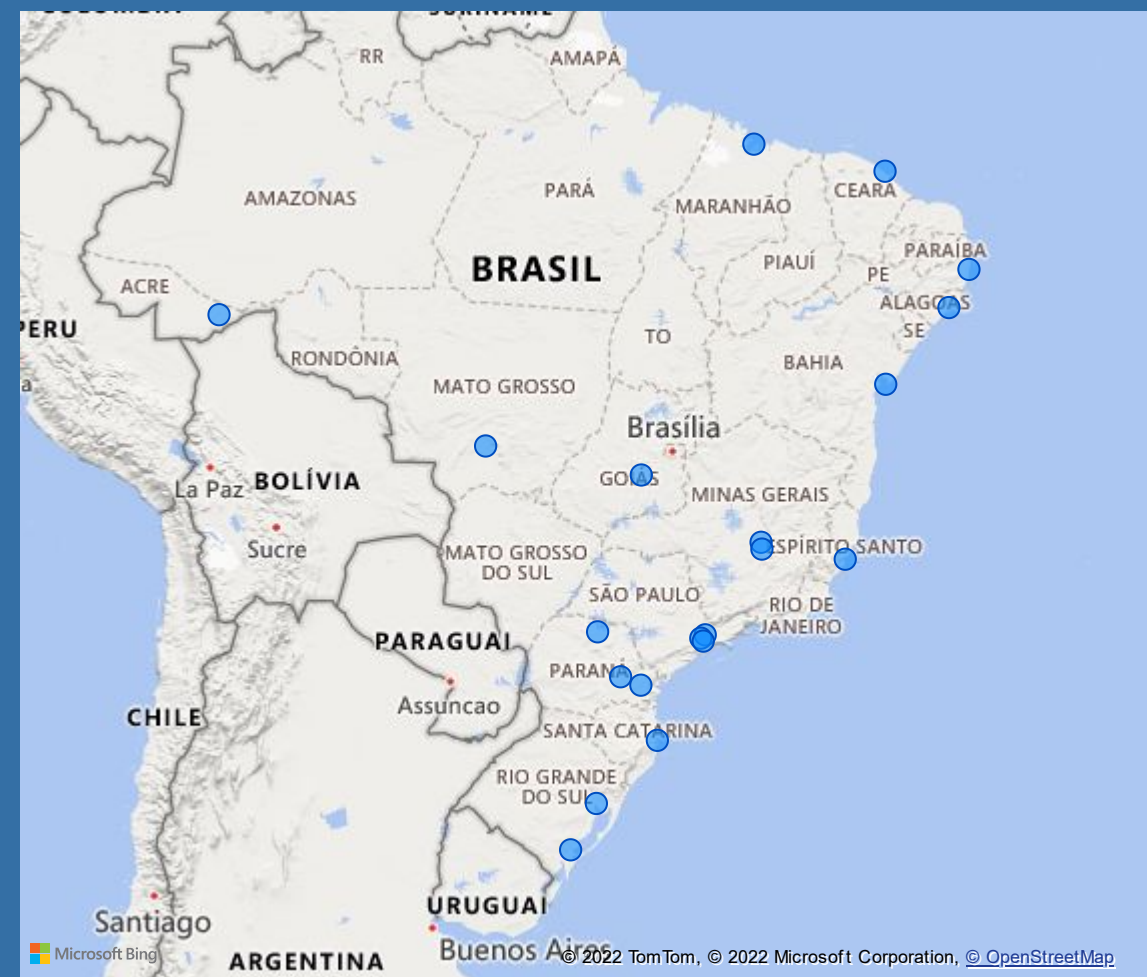 SURINAME
RR
AMAPÁ
AMAZONAS
PARÁ
MARANHÃO
CEARÁ
PARAÍBA
PIAUÍ
PE
BRASIL
ACRE
ALAGOAS
PERU
SE
TO
RONDÔNIA
BAHIA
MATO GROSSO
a
Brasília
GOIÁS
La Paz
BOLÍVIA
MINAS GERAIS
Sucre
MATO GROSSO
DO SUL
ESPÍRITO SANTO
SÃO PAULO
RIO DE
JANEIRO
PARAGUAI
PARANÁ
Assuncao
CHILE
SANTA CATARINA
RIO GRANDE
DO SUL
URUGUAI
Santiago
Buenos Aires
Microsoft Bing
ARGENTINA
© 2022 TomTom, © 2022 Microsoft Corporation, © OpenStreetMap